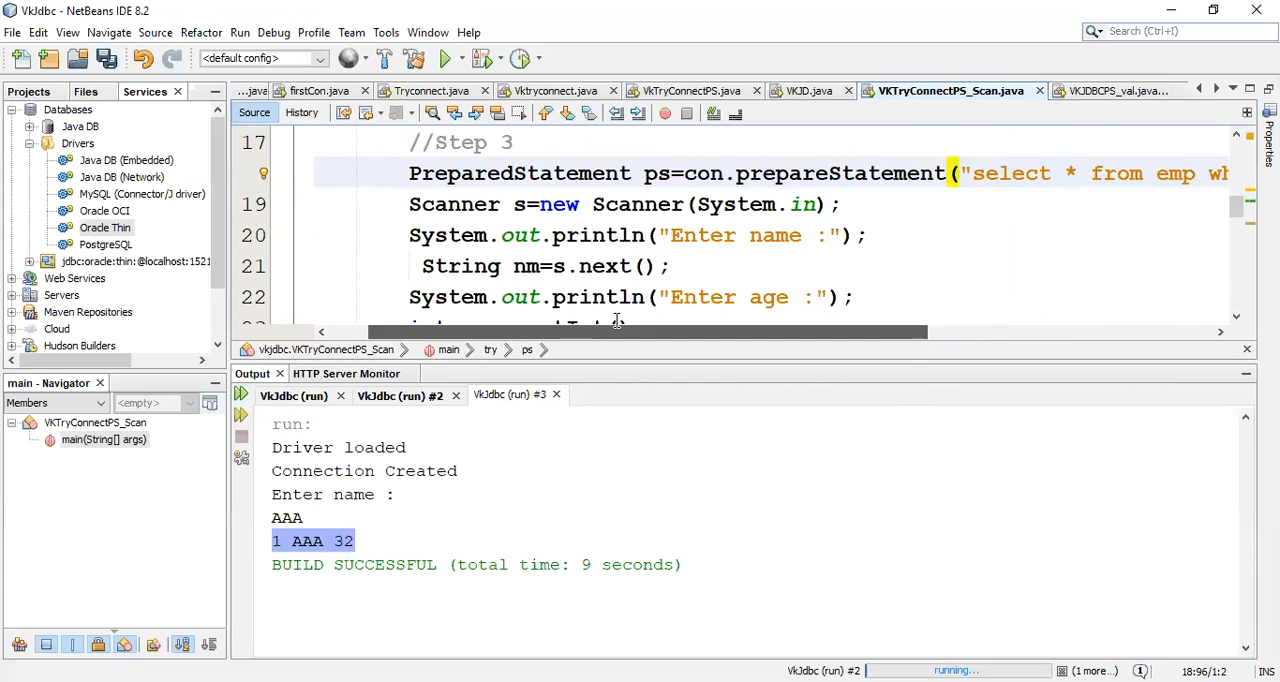 VkJdbc - NetBeans IDE 8.2
File Edit View Navigate Source Refactor Run Debug Profile Team Tools Window Help
Search (Ctrl+I)
<default config>
Projects Files Services
...java firstCon.java Tryconnect.java Vktryconnect.java VkTryConnectPS.java VKJD.java VKTryConnectPS_Scan.java VKJDBCPS_val.java...
Source History
Databases
Java DB
Drivers
Java DB (Embedded)
Java DB (Network)
MySQL (Connector/J driver)
Oracle OCI
Oracle Thin
PostgreSQL
jdbc:oracle:thin:@localhost:1521
Web Services
Servers
Maven Repositories
Cloud
Hudson Builders
17 //Step 3
PreparedStatement ps=con.prepareStatement("select * from emp wh
19 Scanner s=new Scanner(System.in);
20 System.out.println("Enter name :");
21 String nm=s.next();
22 System.out.println("Enter age :");
vkjdbc.VKTryConnectPS_Scan main try ps
main - Navigator
Members <empty>
VKTryConnectPS_Scan
main(String[] args)
Output HTTP Server Monitor
VkJdbc (run) VkJdbc (run) #2 VkJdbc (run) #3
run:
Driver loaded
Connection Created
Enter name :
AAA
1 AAA 32
BUILD SUCCESSFUL (total time: 9 seconds)
VkJdbc (run) #2 running... (1 more...) 18:96/1:2 INS
Properties